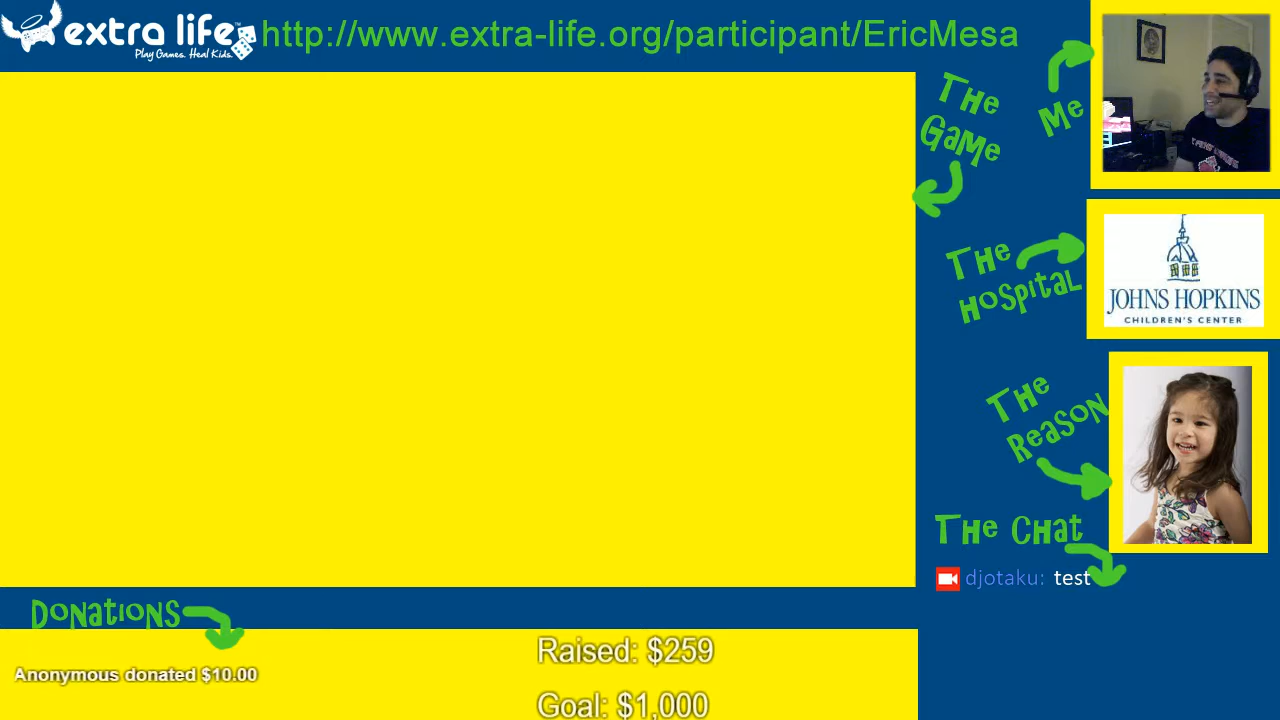 extra life
Play Games. Heal Kids.
http://www.extra-life.org/participant/EricMesa
The
Game
Me
The
Hospital
JOHNS HOPKINS
CHILDREN'S CENTER
The
Reason
The Chat
djotaku: test
Donations
Anonymous donated $10.00
Raised: $259
Goal: $1,000